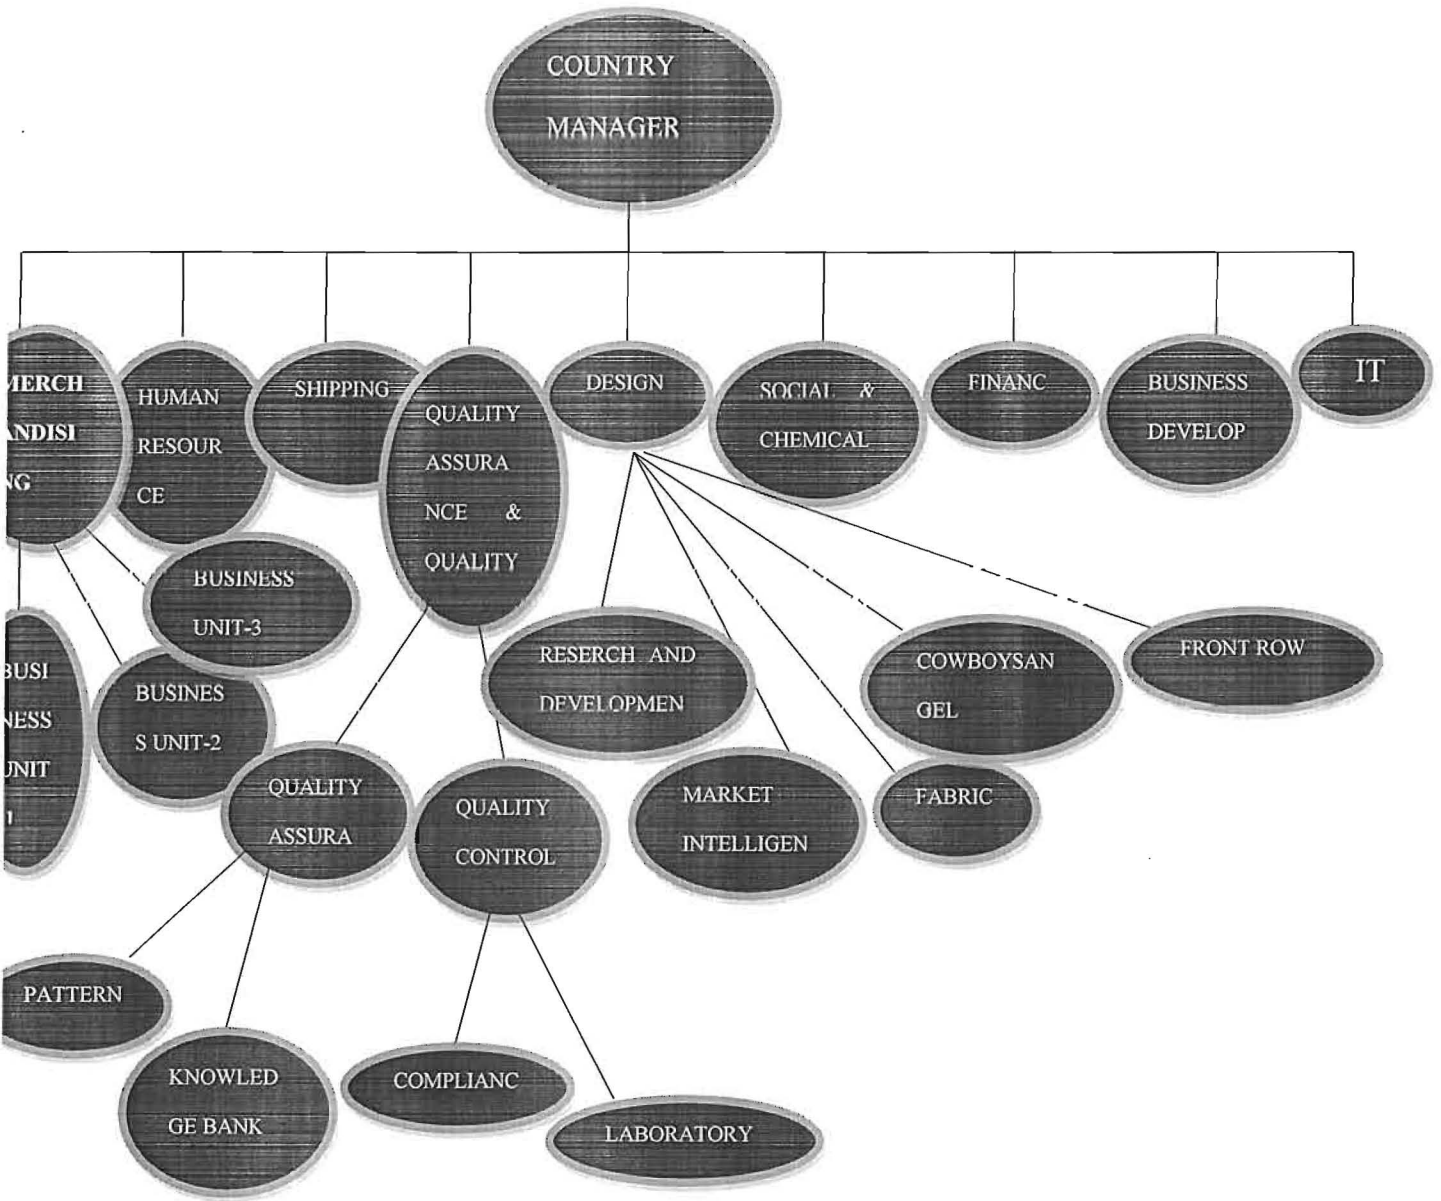 COUNTRY
MANAGER
MERCH
ANDISI
NG
HUMAN
RESOUR
CE
SHIPPING
QUALITY
ASSURA
NCE &
QUALITY
DESIGN
SOCIAL &
CHEMICAL
FINANC
BUSINESS
DEVELOP
IT
BUSI
NESS
UNIT
1
BUSINES
S UNIT-2
BUSINESS
UNIT-3
QUALITY
ASSURA
QUALITY
CONTROL
RESERCH AND
DEVELOPMEN
MARKET
INTELLIGEN
FABRIC
COWBOYSAN
GEL
FRONT ROW
PATTERN
KNOWLED
GE BANK
COMPLIANC
LABORATORY